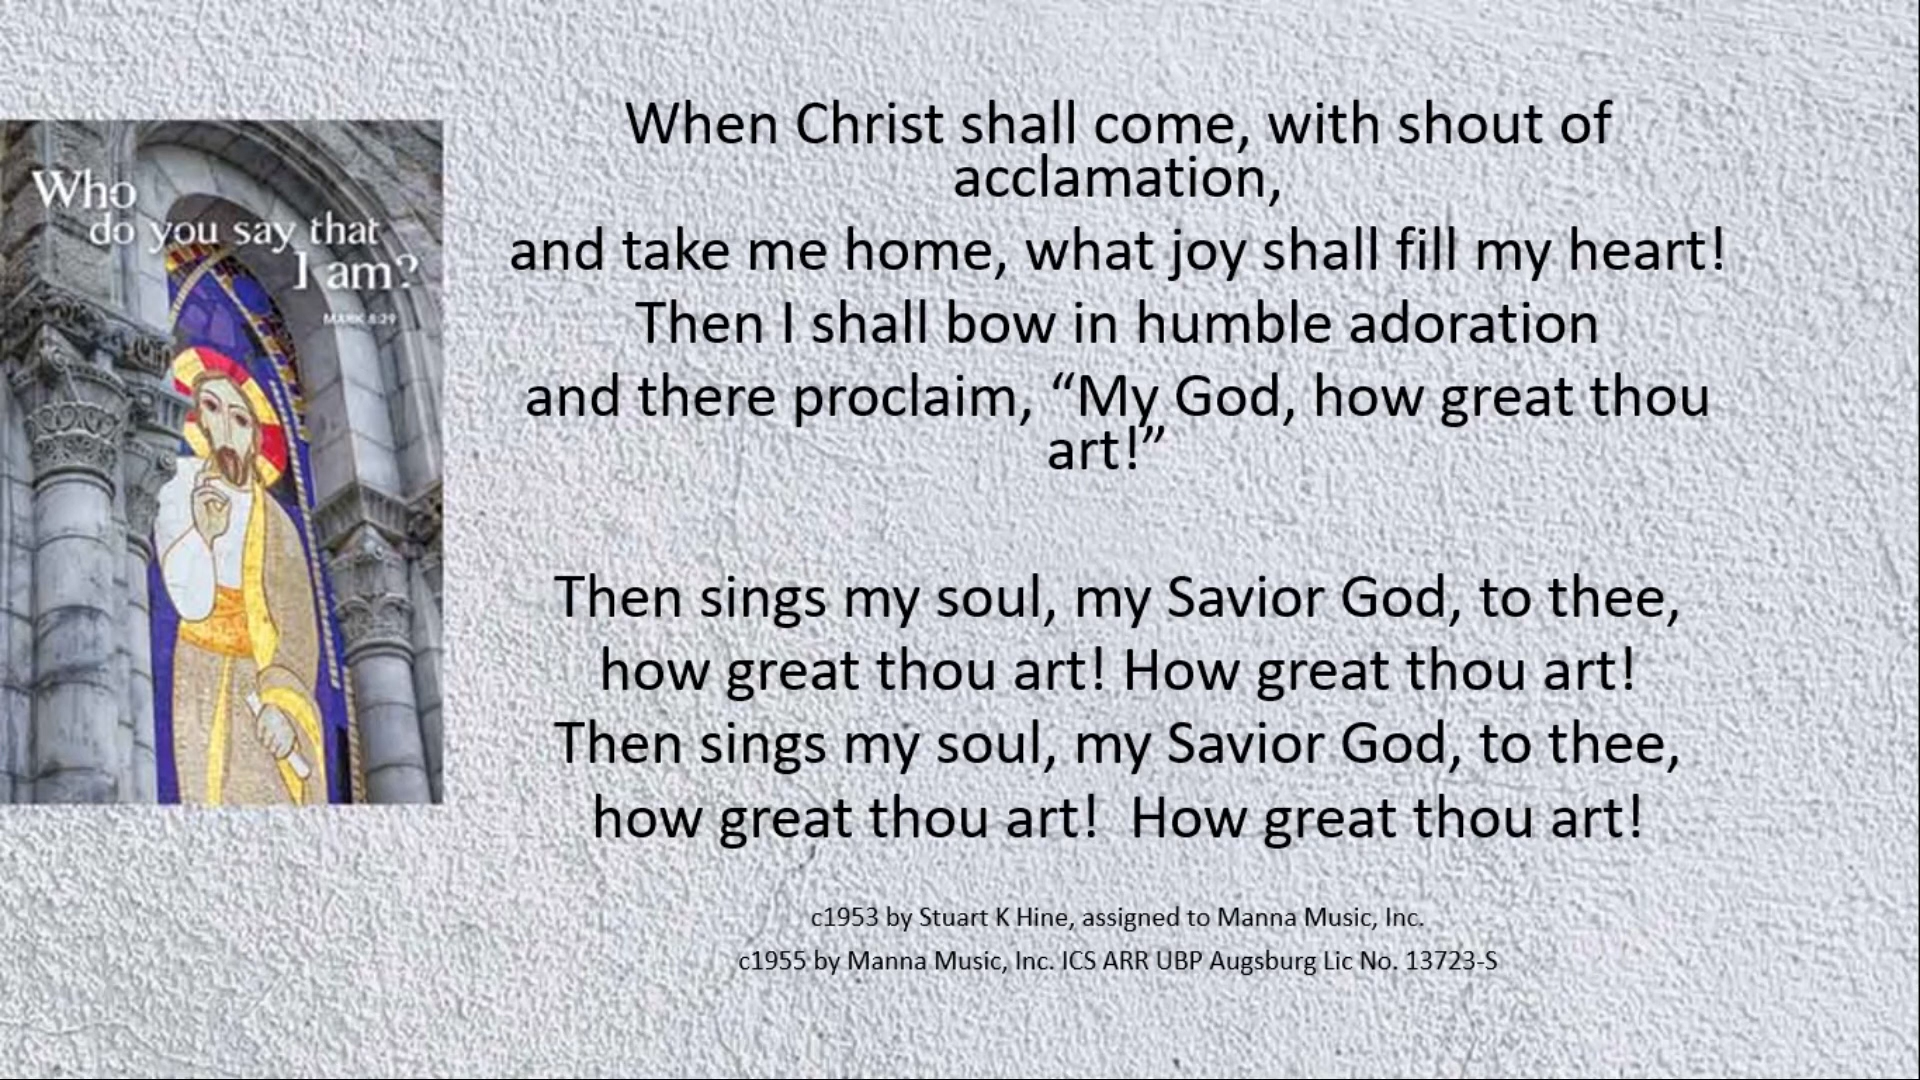 Who
do you say that
I am?
MARK 8:29
When Christ shall come, with shout of
acclamation,
and take me home, what joy shall fill my heart!
Then I shall bow in humble adoration
and there proclaim, “My God, how great thou
art!”
Then sings my soul, my Savior God, to thee,
how great thou art! How great thou art!
Then sings my soul, my Savior God, to thee,
how great thou art!  How great thou art!
c1953 by Stuart K Hine, assigned to Manna Music, Inc.
c1955 by Manna Music, Inc. ICS ARR UBP Augsburg Lic No. 13723-S